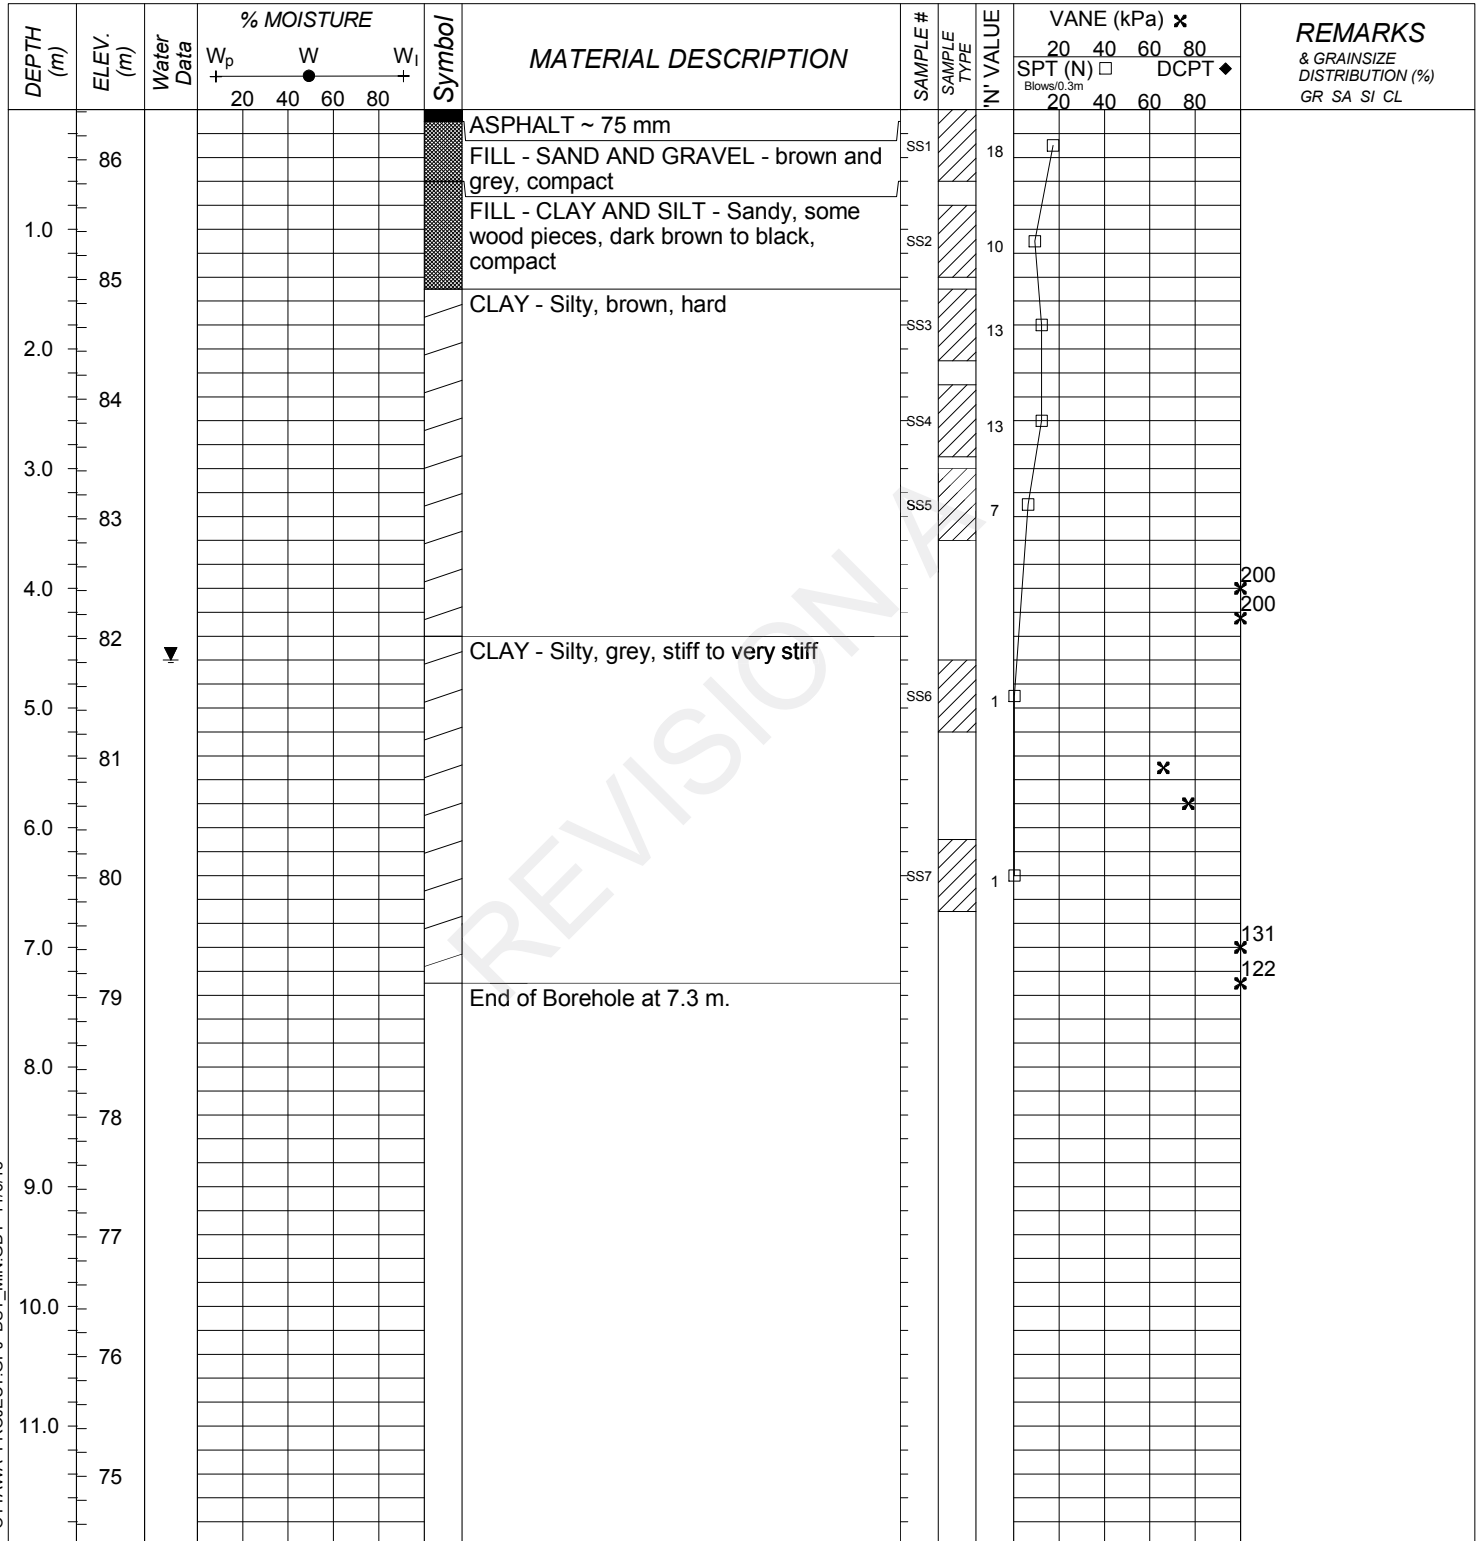 DEPTH (m)
ELEV. (m)
Water Data
% MOISTURE
Wp W Wl
20 40 60 80
Symbol
MATERIAL DESCRIPTION
SAMPLE #
SAMPLE TYPE
'N' VALUE
VANE (kPa) ✖
20 40 60 80
SPT (N) □ DCPT ◆
Blows/0.3m
20 40 60 80
REMARKS
& GRAINSIZE
DISTRIBUTION (%)
GR SA SI CL
ASPHALT ~ 75 mm
86
FILL - SAND AND GRAVEL - brown and
grey, compact
SS1 18
1.0
FILL - CLAY AND SILT - Sandy, some
wood pieces, dark brown to black,
compact
SS2 10
85
CLAY - Silty, brown, hard
SS3 13
2.0
84
SS4 13
3.0
83
SS5 7
4.0
200
200
82
CLAY - Silty, grey, stiff to very stiff
SS6 1
5.0
81
6.0
80
SS7 1
7.0
131
122
79
End of Borehole at 7.3 m.
8.0
78
9.0
77
10.0
76
11.0
75
REVISION A